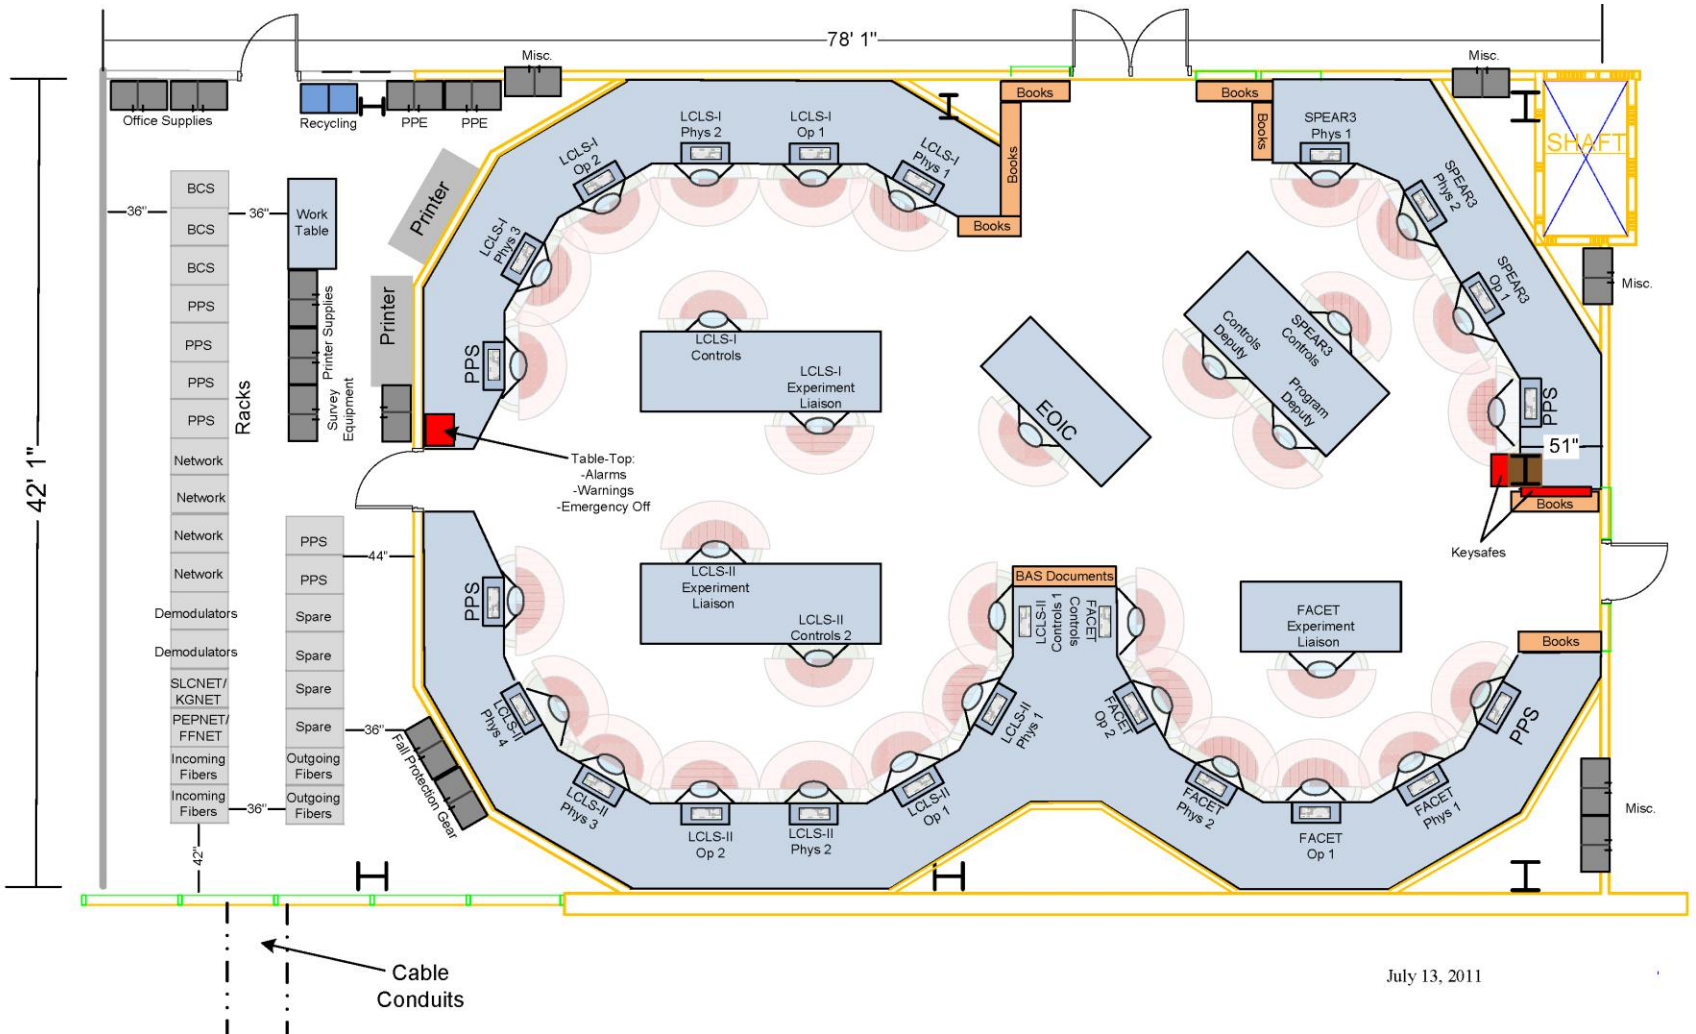 78' 1"
42' 1"
Misc.
Misc.
Office Supplies
Recycling
PPE
PPE
Books
Books
Books
Books
Books
SHAFT
LCLS-I
Phys 2
LCLS-I
Op 1
LCLS-I
Op 2
LCLS-I
Phys 1
LCLS-I
Phys 3
SPEAR3
Phys 1
SPEAR3
Phys 2
SPEAR3
Op 1
Misc.
BCS
BCS
BCS
PPS
PPS
PPS
PPS
Network
Network
Network
Network
Demodulators
Demodulators
SLCNET/
KGNET
PEPNET/
FFNET
Incoming
Fibers
Incoming
Fibers
36"
36"
Work
Table
Printer
Printer
Printer Supplies
Survey
Equipment
Racks
PPS
LCLS-I
Controls
LCLS-I
Experiment
Liaison
EOIC
Controls
Deputy
SPEAR3
Controls
Program
Deputy
PPS
51"
Books
Keysafes
Table-Top:
-Alarms
-Warnings
-Emergency Off
PPS
PPS
Spare
Spare
Spare
Spare
Outgoing
Fibers
Outgoing
Fibers
44"
36"
36"
42"
Fall Protection Gear
PPS
LCLS-II
Experiment
Liaison
LCLS-II
Controls 2
BAS Documents
LCLS-II
Controls 1
FACET
Controls
FACET
Experiment
Liaison
Books
LCLS-II
Phys 4
LCLS-II
Phys 3
LCLS-II
Op 2
LCLS-II
Phys 2
LCLS-II
Op 1
LCLS-II
Phys 1
FACET
Op 2
FACET
Phys 2
FACET
Op 1
FACET
Phys 1
PPS
Misc.
Cable
Conduits
July 13, 2011